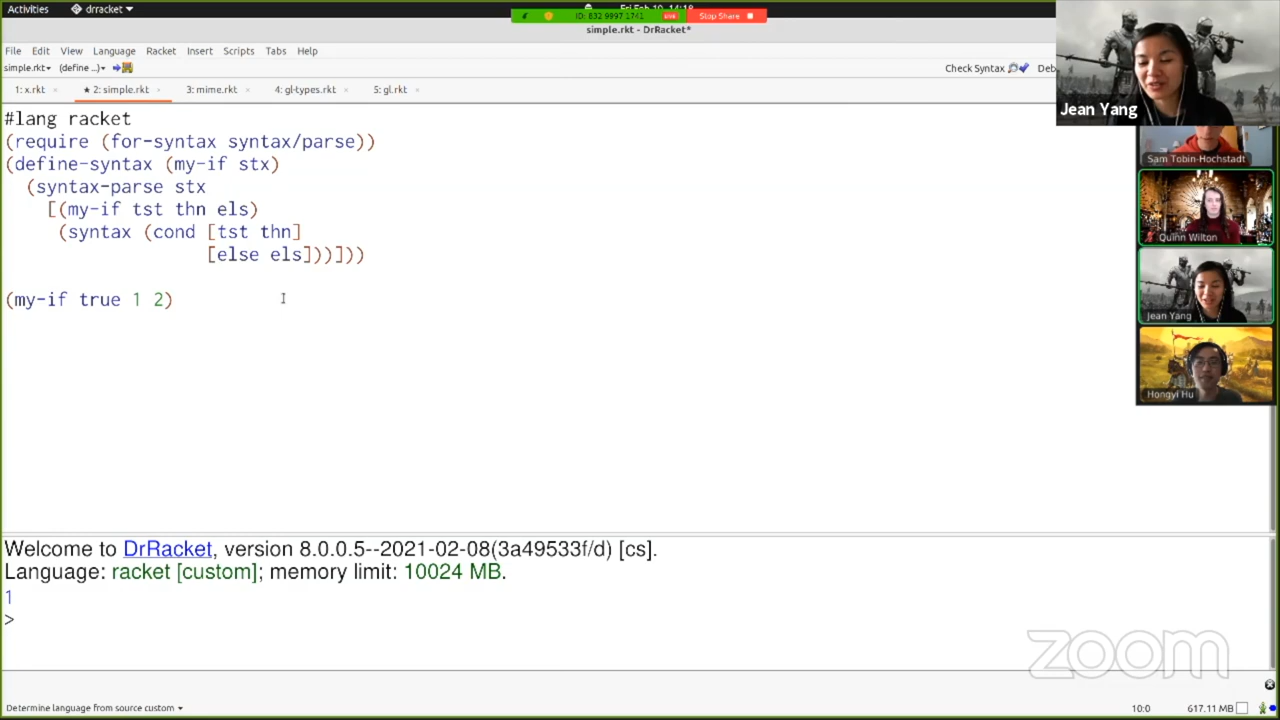 Activities drracket
ID: 832 9997 1741 LIVE Stop Share
simple.rkt - DrRacket*
File Edit View Language Racket Insert Scripts Tabs Help
simple.rkt (define ...)
Check Syntax
1: x.rkt 2: simple.rkt 3: mime.rkt 4: gl-types.rkt 5: gl.rkt
#lang racket
(require (for-syntax syntax/parse))
(define-syntax (my-if stx)
(syntax-parse stx
[(my-if tst thn els)
(syntax (cond [tst thn]
[else els]))]))
(my-if true 1 2)
Jean Yang
Sam Tobin-Hochstadt
Quinn Wilton
Jean Yang
Hongyi Hu
Welcome to DrRacket, version 8.0.0.5--2021-02-08(3a49533f/d) [cs].
Language: racket [custom]; memory limit: 10024 MB.
1
>
zoom
Determine language from source custom
10:0 617.11 MB